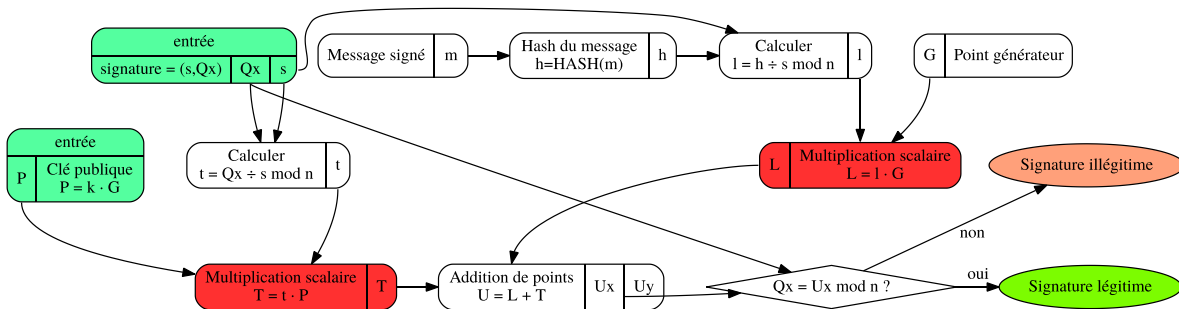 entrée
signature = (s,Qx) Qx s
Message signé m
Hash du message
h=HASH(m)
h
Calculer
l = h ÷ s mod n
l
G Point générateur
entrée
P
Clé publique
P = k · G
Calculer
t = Qx ÷ s mod n
t
L
Multiplication scalaire
L = l · G
Signature illégitime
non
Multiplication scalaire
T = t · P
T
Addition de points
U = L + T
Ux Uy
Qx = Ux mod n ?
oui
Signature légitime